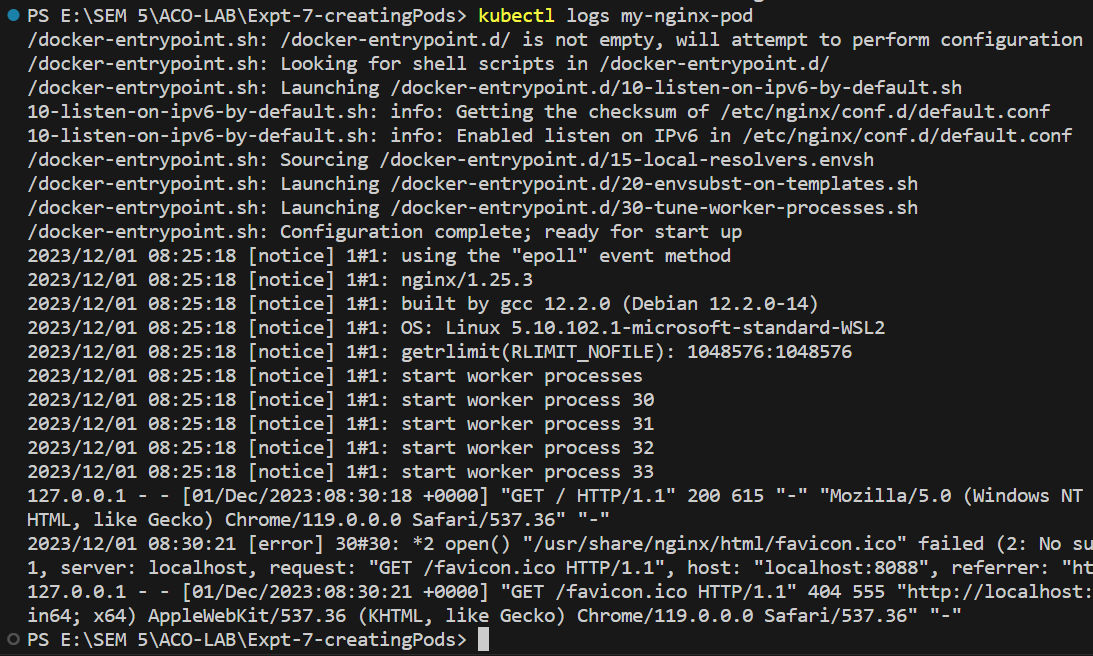 PS E:\SEM 5\ACO-LAB\Expt-7-creatingPods> kubectl logs my-nginx-pod
/docker-entrypoint.sh: /docker-entrypoint.d/ is not empty, will attempt to perform configuration
/docker-entrypoint.sh: Looking for shell scripts in /docker-entrypoint.d/
/docker-entrypoint.sh: Launching /docker-entrypoint.d/10-listen-on-ipv6-by-default.sh
10-listen-on-ipv6-by-default.sh: info: Getting the checksum of /etc/nginx/conf.d/default.conf
10-listen-on-ipv6-by-default.sh: info: Enabled listen on IPv6 in /etc/nginx/conf.d/default.conf
/docker-entrypoint.sh: Sourcing /docker-entrypoint.d/15-local-resolvers.envsh
/docker-entrypoint.sh: Launching /docker-entrypoint.d/20-envsubst-on-templates.sh
/docker-entrypoint.sh: Launching /docker-entrypoint.d/30-tune-worker-processes.sh
/docker-entrypoint.sh: Configuration complete; ready for start up
2023/12/01 08:25:18 [notice] 1#1: using the "epoll" event method
2023/12/01 08:25:18 [notice] 1#1: nginx/1.25.3
2023/12/01 08:25:18 [notice] 1#1: built by gcc 12.2.0 (Debian 12.2.0-14)
2023/12/01 08:25:18 [notice] 1#1: OS: Linux 5.10.102.1-microsoft-standard-WSL2
2023/12/01 08:25:18 [notice] 1#1: getrlimit(RLIMIT_NOFILE): 1048576:1048576
2023/12/01 08:25:18 [notice] 1#1: start worker processes
2023/12/01 08:25:18 [notice] 1#1: start worker process 30
2023/12/01 08:25:18 [notice] 1#1: start worker process 31
2023/12/01 08:25:18 [notice] 1#1: start worker process 32
2023/12/01 08:25:18 [notice] 1#1: start worker process 33
127.0.0.1 - - [01/Dec/2023:08:30:18 +0000] "GET / HTTP/1.1" 200 615 "-" "Mozilla/5.0 (Windows NT
HTML, like Gecko) Chrome/119.0.0.0 Safari/537.36" "-"
2023/12/01 08:30:21 [error] 30#30: *2 open() "/usr/share/nginx/html/favicon.ico" failed (2: No su
1, server: localhost, request: "GET /favicon.ico HTTP/1.1", host: "localhost:8088", referrer: "ht
127.0.0.1 - - [01/Dec/2023:08:30:21 +0000] "GET /favicon.ico HTTP/1.1" 404 555 "http://localhost:
in64; x64) AppleWebKit/537.36 (KHTML, like Gecko) Chrome/119.0.0.0 Safari/537.36" "-"
PS E:\SEM 5\ACO-LAB\Expt-7-creatingPods>